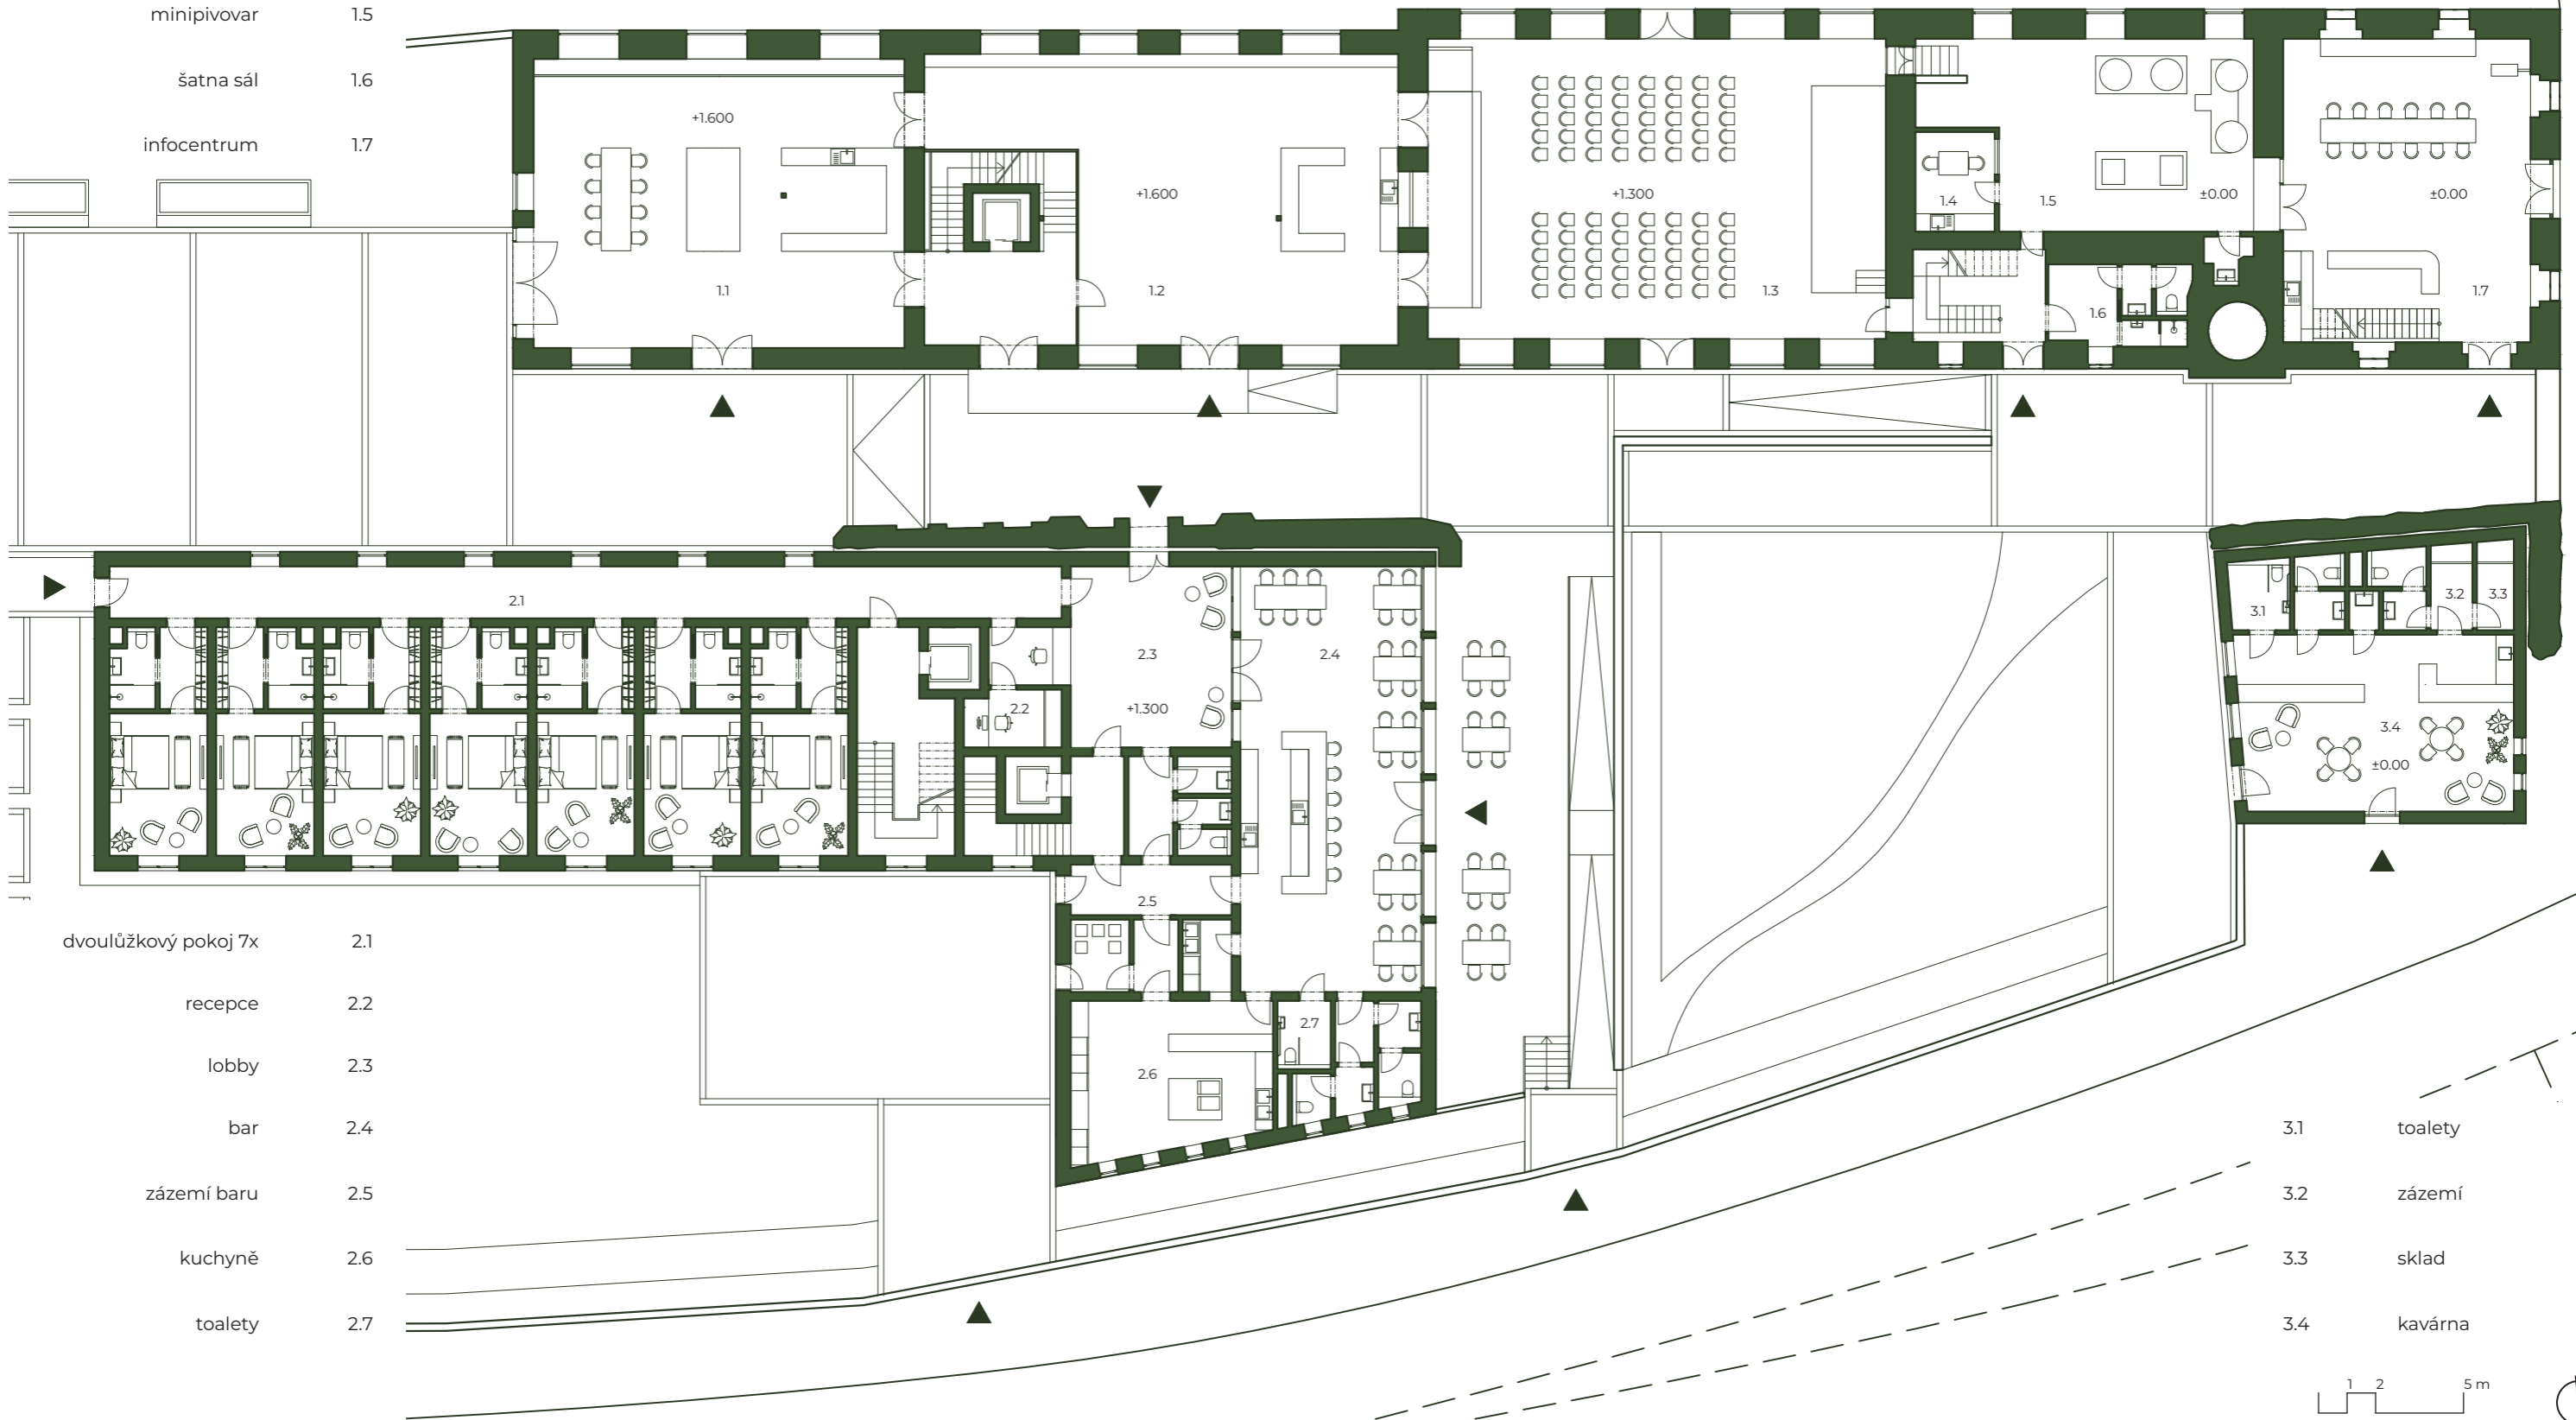 minipivovar 1.5
šatna sál 1.6
infocentrum 1.7
+1.600
1.1
+1.600
1.2
+1.300
1.3
1.4
1.5
±0.00
1.6
±0.00
1.7
2.1
2.2
2.3
+1.300
2.4
2.5
2.6
2.7
3.1
3.2
3.3
3.4
±0.00
dvoulůžkový pokoj 7x 2.1
recepce 2.2
lobby 2.3
bar 2.4
zázemí baru 2.5
kuchyně 2.6
toalety 2.7
3.1 toalety
3.2 zázemí
3.3 sklad
3.4 kavárna
1 2 5 m